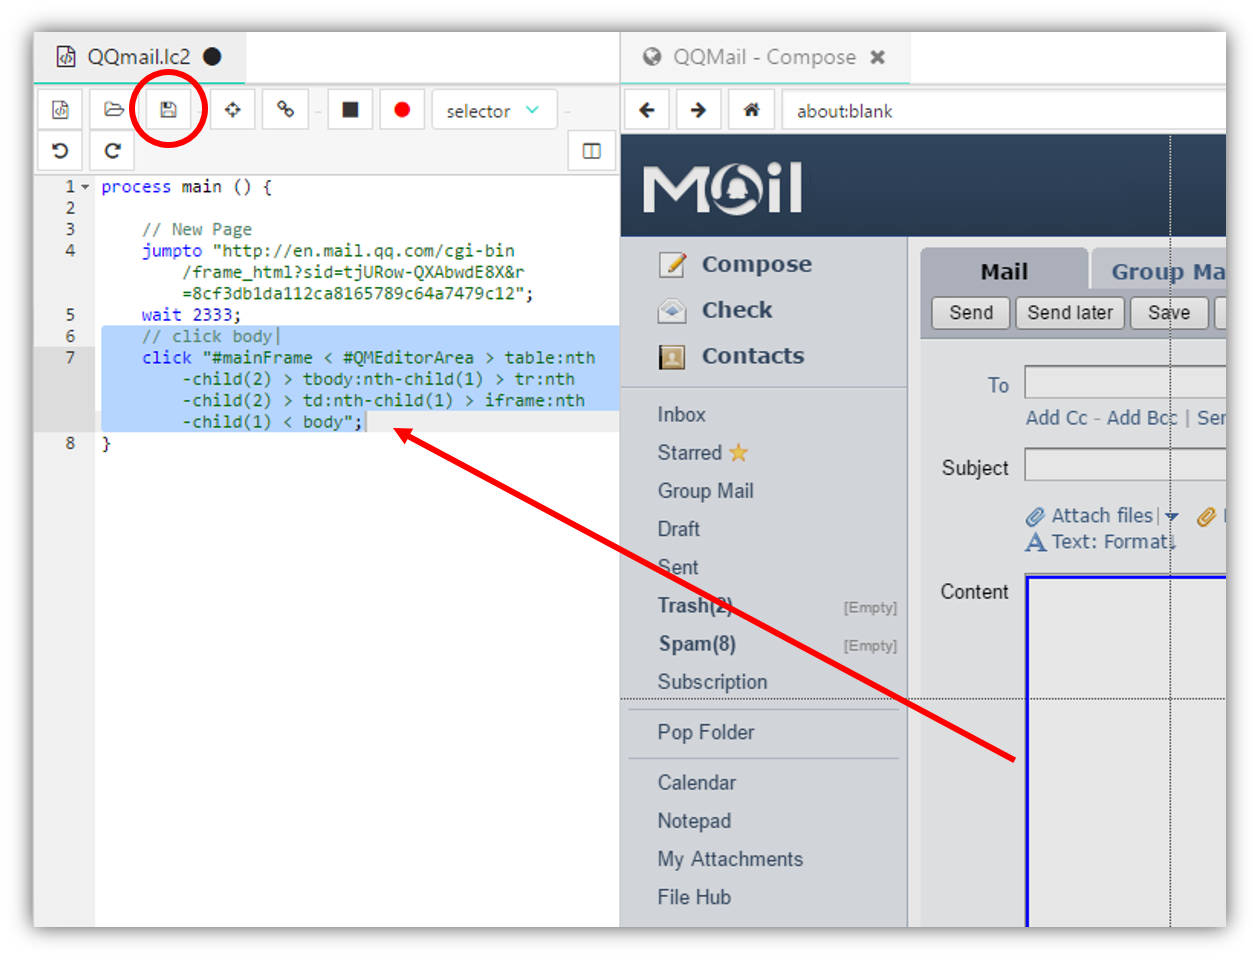 QQmail.lc2
QQMail - Compose
selector
about:blank
1 process main () {
2
3 // New Page
4 jumpto "http://en.mail.qq.com/cgi-bin
/frame_html?sid=tjURow-QXAbwdE8X&r
=8cf3db1da112ca8165789c64a7479c12";
5 wait 2333;
6 // click body
7 click "#mainFrame < #QMEditorArea > table:nth
-child(2) > tbody:nth-child(1) > tr:nth
-child(2) > td:nth-child(1) > iframe:nth
-child(1) < body";
8 }
MOil
Compose
Check
Contacts
Inbox
Starred
Group Mail
Draft
Sent
Trash(2) [Empty]
Spam(8) [Empty]
Subscription
Pop Folder
Calendar
Notepad
My Attachments
File Hub
Mail Group Ma
Send Send later Save
To
Add Cc - Add Bcc | Ser
Subject
Attach files|
Text: Format↓
Content